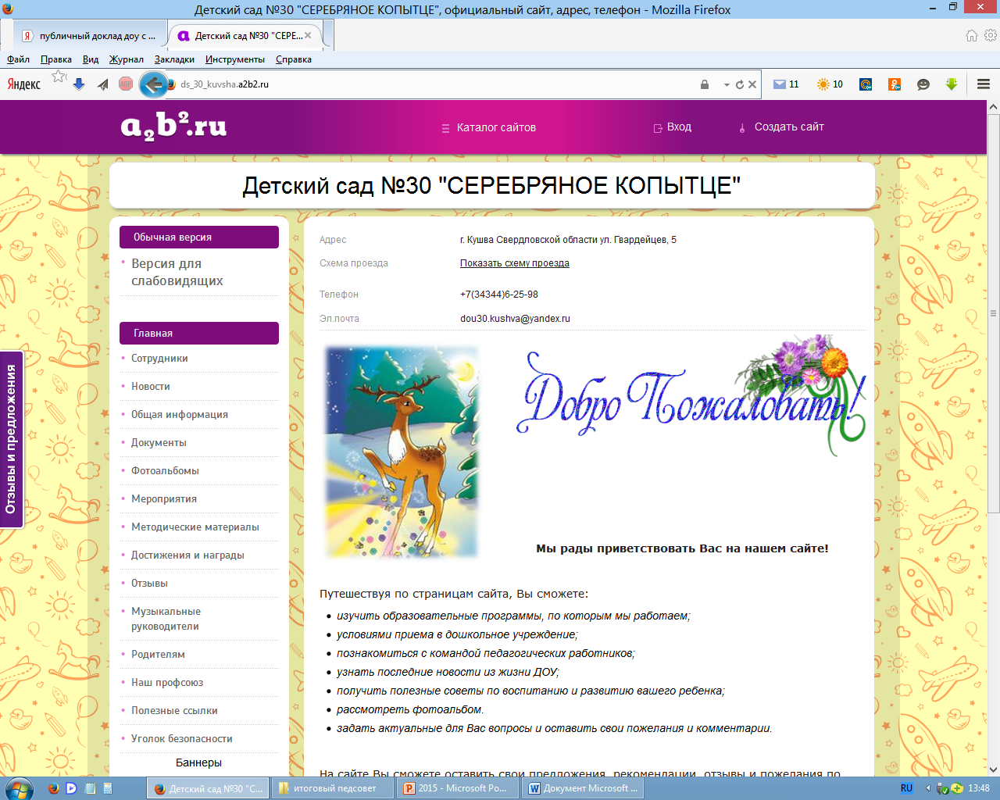 Детский сад №30 "СЕРЕБРЯНОЕ КОПЫТЦЕ", официальный сайт, адрес, телефон - Mozilla Firefox
публичный доклад доу с ...
Детский сад №30 "СЕРЕ...
Файл Правка Вид Журнал Закладки Инструменты Справка
Яндекс
ABP
ds_30_kuvsha.a2b2.ru
11
10
a2b2.ru
Каталог сайтов
Вход
Создать сайт
Детский сад №30 "СЕРЕБРЯНОЕ КОПЫТЦЕ"
Обычная версия
Версия для
слабовидящих
Главная
Сотрудники
Новости
Общая информация
Документы
Фотоальбомы
Мероприятия
Методические материалы
Достижения и награды
Отзывы
Музыкальные
руководители
Родителям
Наш профсоюз
Полезные ссылки
Уголок безопасности
Баннеры
Отзывы и предложения
Адрес г. Кушва Свердловской области ул. Гвардейцев, 5
Схема проезда Показать схему проезда
Телефон +7(34344)6-25-98
Эл.почта dou30.kushva@yandex.ru
Добро Пожаловать!
Мы рады приветствовать Вас на нашем сайте!
Путешествуя по страницам сайта, Вы сможете:
изучить образовательные программы, по которым мы работаем;
условиями приема в дошкольное учреждение;
познакомиться с командой педагогических работников;
узнать последние новости из жизни ДОУ;
получить полезные советы по воспитанию и развитию вашего ребенка;
рассмотреть фотоальбом.
задать актуальные для Вас вопросы и оставить свои пожелания и комментарии.
На сайте Вы сможете оставить свои предложения, рекомендации, отзывы и пожелания по
Детский сад №30 "С...
итоговый педсовет
2015 - Microsoft Po...
Документ Microsoft ...
RU
13:48